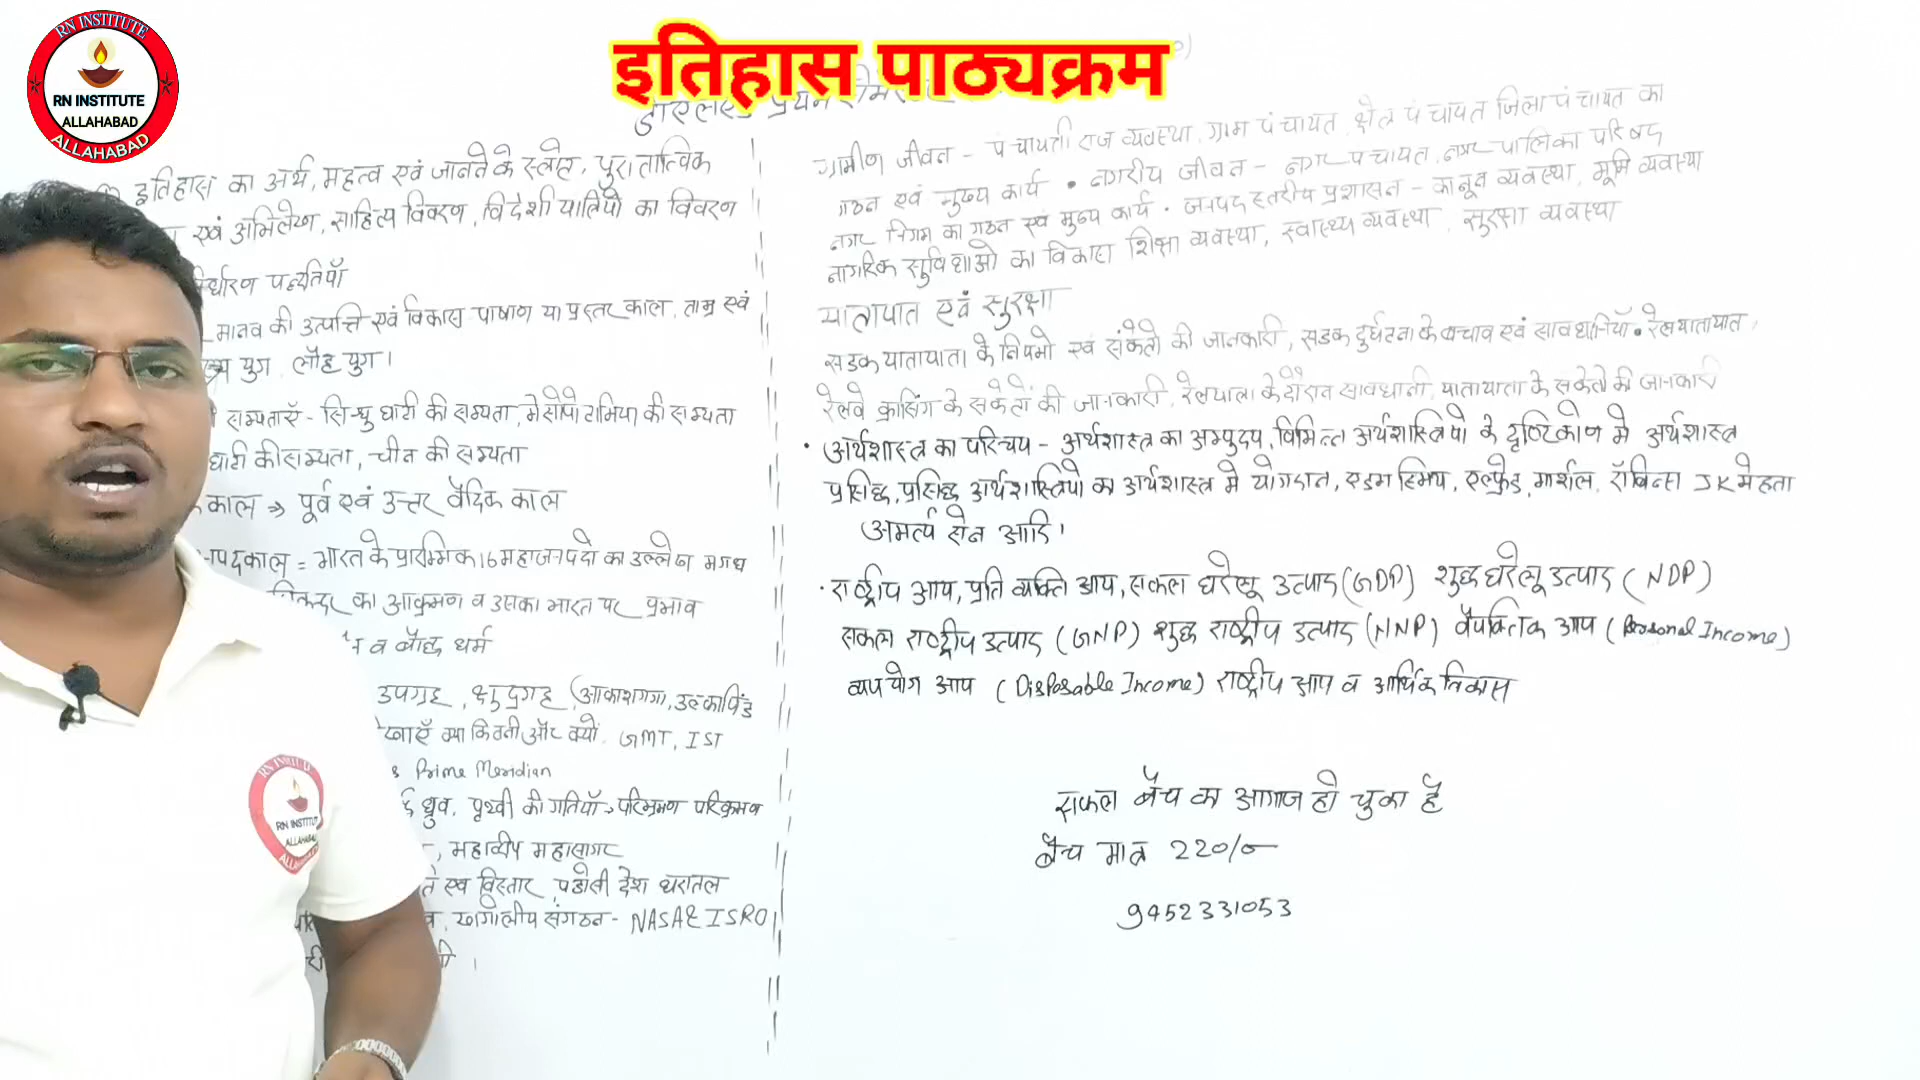 RN INSTITUTE
RN INSTITUTE
ALLAHABAD
ALLAHABAD
इतिहास पाठ्यक्रम
इतिहास का अर्थ, महत्व एवं जानने के स्त्रोत, पुरातात्विक
एवं अभिलेख, साहित्य विवरण, विदेशी यात्रियों का विवरण
निर्धारण पद्धतियाँ
मानव की उत्पत्ति एवं विकास पाषाण या प्रस्तर काल, ताम्र एवं
युग, लौह युग।
सभ्यताएँ - सिन्धु घाटी की सभ्यता, मेसोपोटामिया की सभ्यता
घाटी की सभ्यता, चीन की सभ्यता
काल ⇒ पूर्व एवं उत्तर वैदिक काल
पदकाल = भारत के प्रारम्भिक 16 महाजनपदो का उल्लेख मगध
का आक्रमण व उसका भारत पर प्रभाव
व बौद्ध धर्म
उपग्रह, क्षुद्रग्रह, (आकाशगंगा, उल्कापिंड
क्या कितनी और क्यों. GMT, IST
& Prime Meridian
ध्रुव, पृथ्वी की गतियाँ → परिभ्रमण परिक्रमण
, महाद्वीप महासागर
एवं विस्तार, पडोसी देश धरातल
खगोलीय संगठन - NASA & ISRO
ग्रामीण जीवन - पंचायती राज व्यवस्था, ग्राम पंचायत, क्षेत्र पंचायत जिला पंचायत का
गठन एवं मुख्य कार्य • नगरीय जीवन - नगर पंचायत, नगर पालिका परिषद
नगर निगम का गठन एवं मुख्य कार्य • जनपद स्तरीय प्रशासन - कानून व्यवस्था, भूमि व्यवस्था
नागरिक सुविधाओ का विकास शिक्षा व्यवस्था, स्वास्थ्य व्यवस्था, सुरक्षा व्यवस्था
यातायात एवं सुरक्षा
सडक यातायात के नियमो एवं संकेतो की जानकारी, सडक दुर्घटना के बचाव एवं सावधानियाँ • रेल यातायात,
रेलवे क्रासिंग के संकेतों की जानकारी, रेलयात्रा के दौरान सावधानी, यातायात के संकेतो की जानकारी
• अर्थशास्त्र का परिचय - अर्थशास्त्र का अभ्युदय, विभिन्न अर्थशास्त्रियो के दृष्टिकोण मे अर्थशास्त्र
प्रसिद्ध, प्रसिद्ध अर्थशास्त्रियो का अर्थशास्त्र मे योगदान, एडम स्मिथ, एल्फ्रेड, मार्शल, रॉबिन्स JK मेहता
अमर्त्य सेन आदि।
• राष्ट्रीय आय, प्रति व्यक्ति आय, सकल घरेलू उत्पाद (GDP) शुद्ध घरेलू उत्पाद (NDP)
सकल राष्ट्रीय उत्पाद (GNP) शुद्ध राष्ट्रीय उत्पाद (NNP) वैयक्तिक आय (Personal Income)
व्यय योग आय (Disposable Income) राष्ट्रीय आय व आर्थिक विकास
सफल बैच का आगाज हो चुका है
बैच मात्र 220/-
9452331053
RN INSTITUT
ALLAHABAD